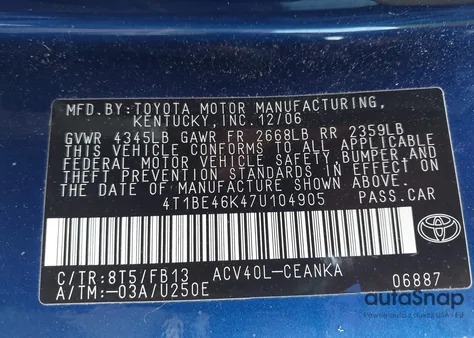 MFD.BY:TOYOTA MOTOR MANUFACTURING,
KENTUCKY, INC.12/06
GVWR 4345LB GAWR FR 2668LB RR 2359LB
THIS VEHICLE CONFORMS TO ALL APPLICABLE
FEDERAL MOTOR VEHICLE SAFETY, BUMPER, AND
THEFT PREVENTION STANDARDS IN EFFECT ON
THE DATE OF MANUFACTURE SHOWN ABOVE.
4T1BE46K47U104905 PASS.CAR
C/TR:8T5/FB13 ACV40L-CEANKA
A/TM:-03A/U250E 06887
TOYOTA
autoSnap